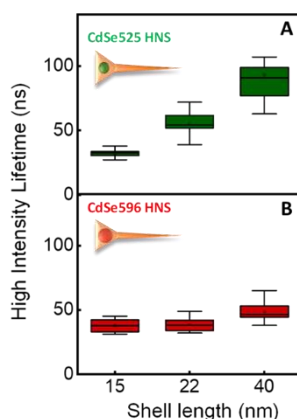 High Intensity Lifetime (ns)
A
CdSe525 HNS
100
50
0
B
CdSe596 HNS
100
50
0
15 22 40
Shell length (nm)